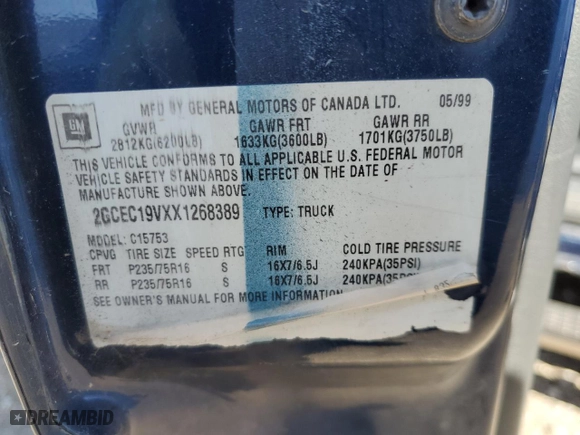 GM
MFD BY GENERAL MOTORS OF CANADA LTD. 05/99
GVWR GAWR FRT GAWR RR
2812KG(6200LB) 1633KG(3600LB) 1701KG(3750LB)
THIS VEHICLE CONFORMS TO ALL APPLICABLE U.S. FEDERAL MOTOR
VEHICLE SAFETY STANDARDS IN EFFECT ON THE DATE OF
MANUFACTURE SHOWN ABOVE.
2GCEC19VXX1268389 TYPE: TRUCK
MODEL: C15753
CPVG TIRE SIZE SPEED RTG RIM COLD TIRE PRESSURE
FRT P235/75R16 S 16X7/6.5J 240KPA(35PSI)
RR P235/75R16 S 16X7/6.5J 240KPA(35PSI)
SEE OWNER'S MANUAL FOR MORE INFORMATION
DREAMBID